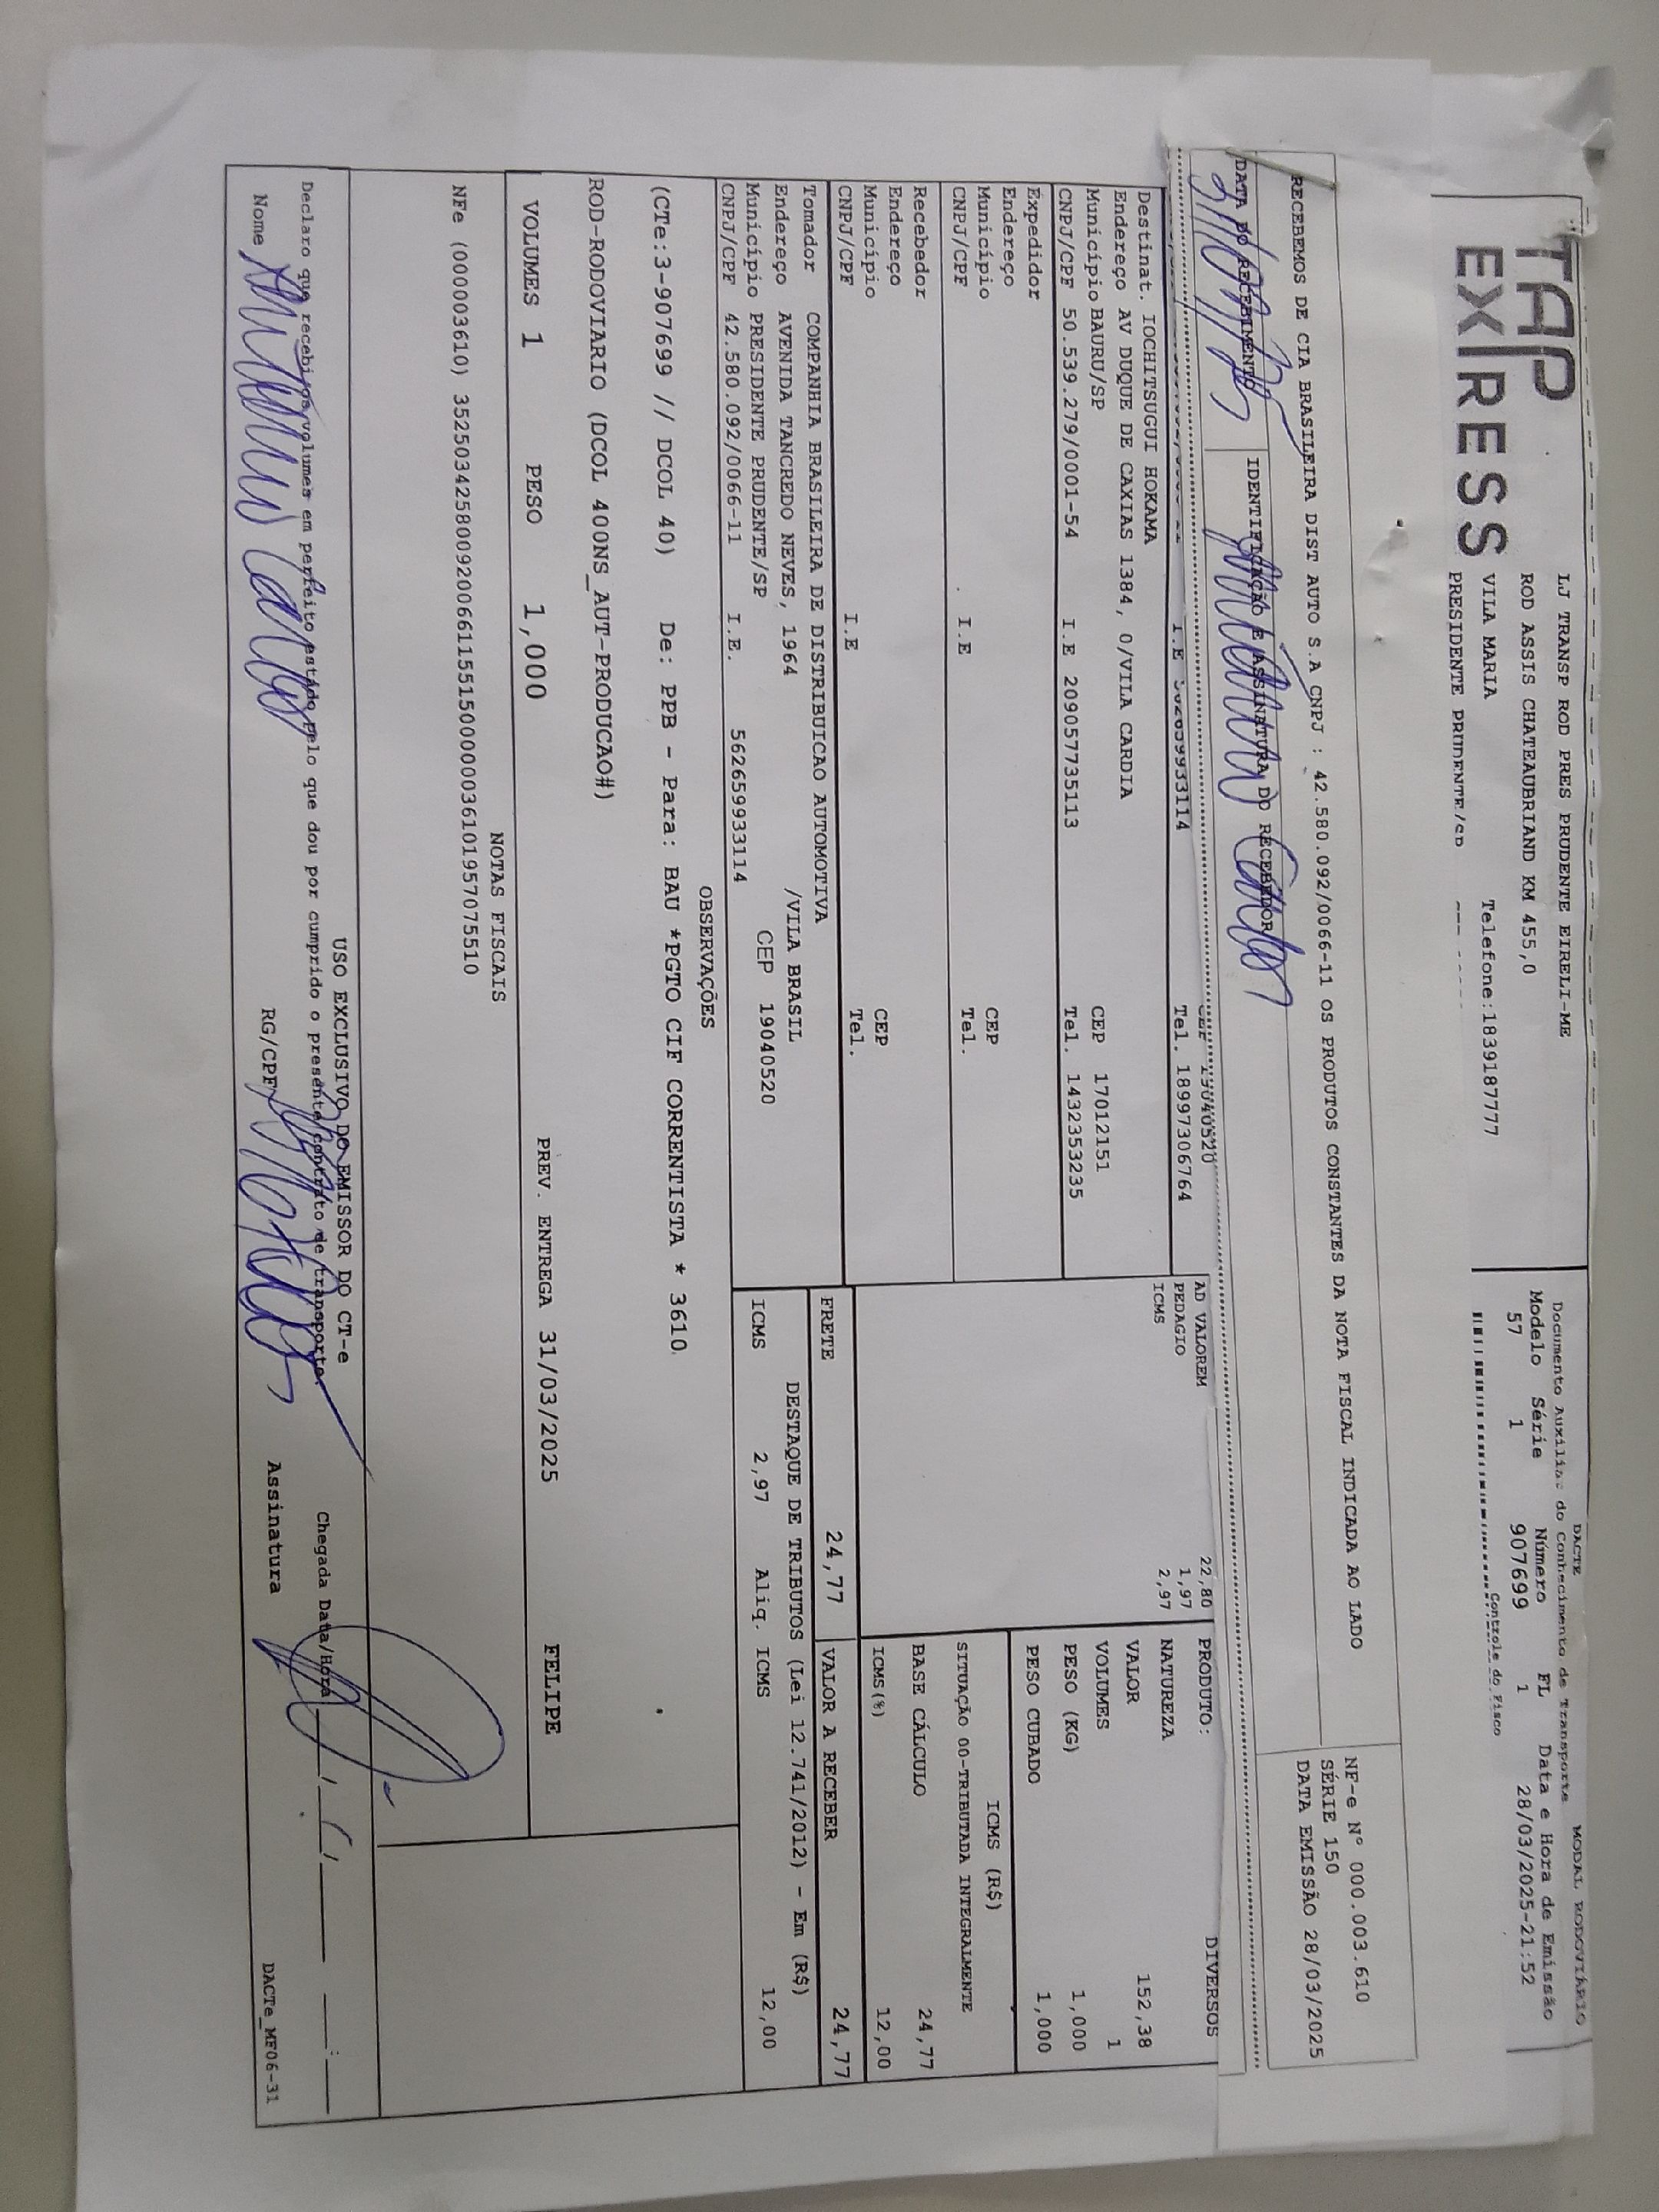 TAP
EXPRESS
LJ TRANSP ROD PRES PRUDENTE EIRELI-ME
ROD ASSIS CHATEAUBRIAND KM 455,0
VILA MARIA Telefone:1839187777
PRESIDENTE PRUDENTE/SP
DACTE MODAL RODOVIÁRIO
Documento Auxiliar do Conhecimento de Transporte
Modelo Série Número FL Data e Hora de Emissão
57 1 907699 1 28/03/2025-21:52
Controle do Fisco
RECEBEMOS DE CIA BRASILEIRA DIST AUTO S.A CNPJ : 42.580.092/0066-11 OS PRODUTOS CONSTANTES DA NOTA FISCAL INDICADA AO LADO
NF-e N° 000.003.610
SÉRIE 150
DATA EMISSÃO 28/03/2025
DATA DO RECEBIMENTO
IDENTIFICAÇÃO E ASSINATURA DO RECEBEDOR
CEP 19040520
I.E 562659933114 Tel. 18997306764
Destinat. IOCHITSUGUI HOKAMA
Endereço AV DUQUE DE CAXIAS 1384, 0/VILA CARDIA
Município BAURU/SP CEP 17012151
CNPJ/CPF 50.539.279/0001-54 I.E 209057735113 Tel. 1432353235
Expedidor
Endereço
Município CEP
CNPJ/CPF I.E Tel.
Recebedor
Endereço
Município CEP
CNPJ/CPF I.E Tel.
Tomador COMPANHIA BRASILEIRA DE DISTRIBUICAO AUTOMOTIVA
Endereço AVENIDA TANCREDO NEVES, 1964 /VILA BRASIL
Município PRESIDENTE PRUDENTE/SP CEP 19040520
CNPJ/CPF 42.580.092/0066-11 I.E. 562659933114
AD VALOREM 22,80
PEDAGIO 1,97
ICMS 2,97
PRODUTO: DIVERSOS
NATUREZA
VALOR 152,38
VOLUMES 1
PESO (KG) 1,000
PESO CUBADO 1,000
ICMS (R$)
SITUAÇÃO 00-TRIBUTADA INTEGRALMENTE
BASE CÁLCULO 24,77
ICMS(%) 12,00
FRETE 24,77 VALOR A RECEBER 24,77
DESTAQUE DE TRIBUTOS (Lei 12.741/2012) - Em (R$)
ICMS 2,97 Aliq. ICMS 12,00
OBSERVAÇÕES
(CTe:3-907699 // DCOL 40) De: PPB - Para: BAU *PGTO CIF CORRENTISTA * 3610
ROD-RODOVIARIO (DCOL 400NS_AUT-PRODUCAO#)
VOLUMES 1 PESO 1,000 PREV. ENTREGA 31/03/2025 FELIPE
NOTAS FISCAIS
NFe (000003610) 35250342580092006611551500000036101957075510
USO EXCLUSIVO DO EMISSOR DO CT-e
Declaro que recebi os volumes em perfeito estado pelo que dou por cumprido o presente contrato de transporte.
Chegada Data/Hora ___/___/___ __:__
Nome RG/CPF Assinatura
DACTe_MF06-31